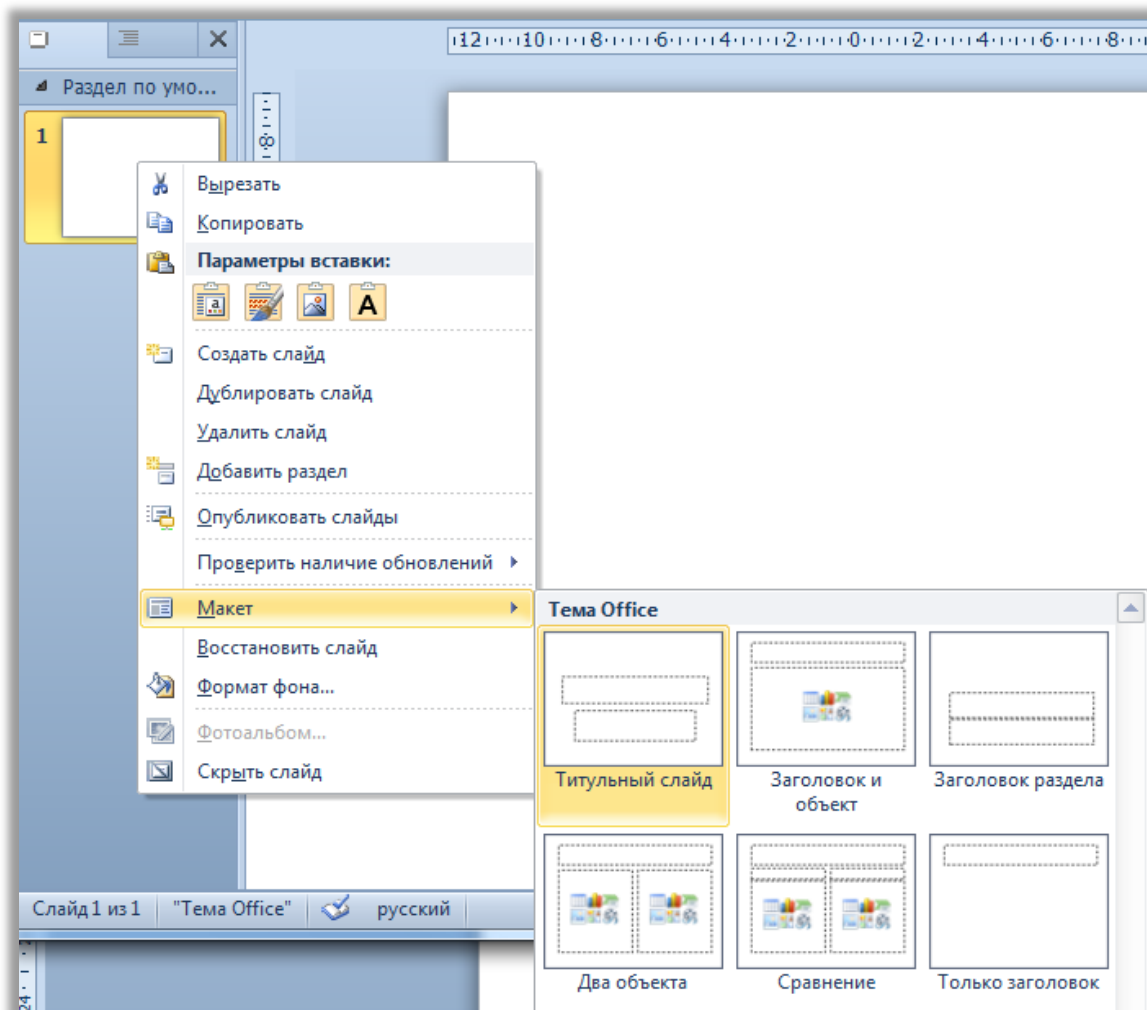 12 10 8 6 4 2 0 2 4 6 8
Раздел по умо...
1
8
Вырезать
Копировать
Параметры вставки:
a
A
Создать слайд
Дублировать слайд
Удалить слайд
Добавить раздел
Опубликовать слайды
Проверить наличие обновлений
Макет
Восстановить слайд
Формат фона...
Фотоальбом...
Скрыть слайд
Тема Office
Титульный слайд
Заголовок и
объект
Заголовок раздела
Два объекта
Сравнение
Только заголовок
Слайд 1 из 1 "Тема Office" русский
24